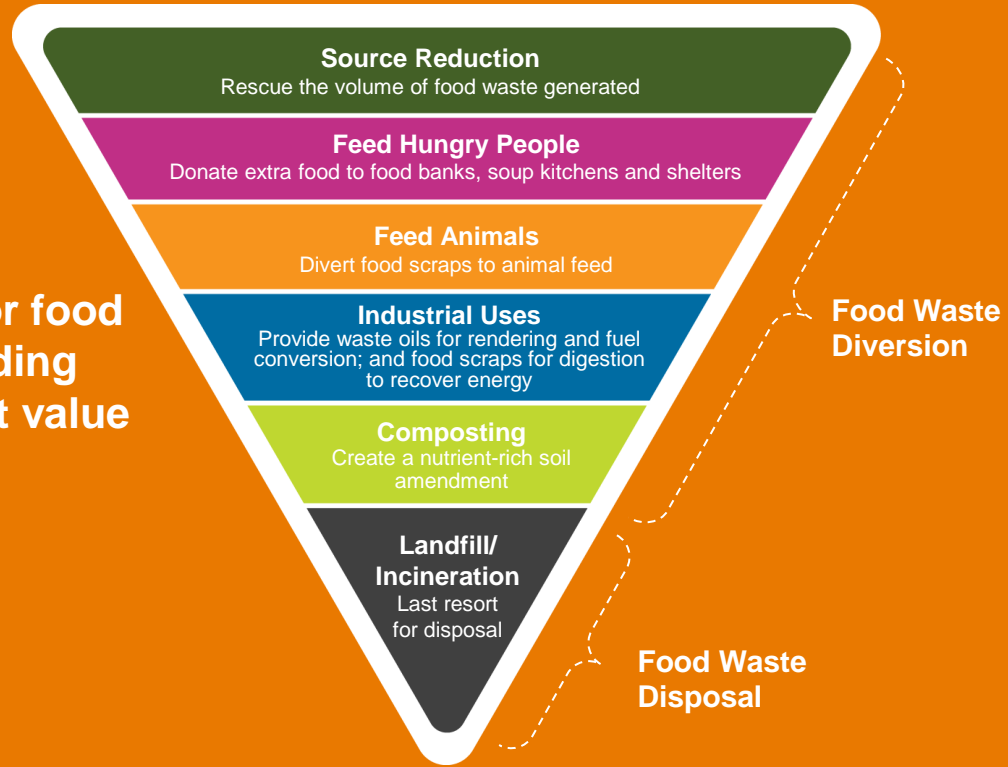 Source Reduction
Rescue the volume of food waste generated
Feed Hungry People
Donate extra food to food banks, soup kitchens and shelters
Feed Animals
Divert food scraps to animal feed
Industrial Uses
Provide waste oils for rendering and fuel
conversion; and food scraps for digestion
to recover energy
Composting
Create a nutrient-rich soil
amendment
Landfill/
Incineration
Last resort
for disposal
food
value
Food Waste
Diversion
Food Waste
Disposal